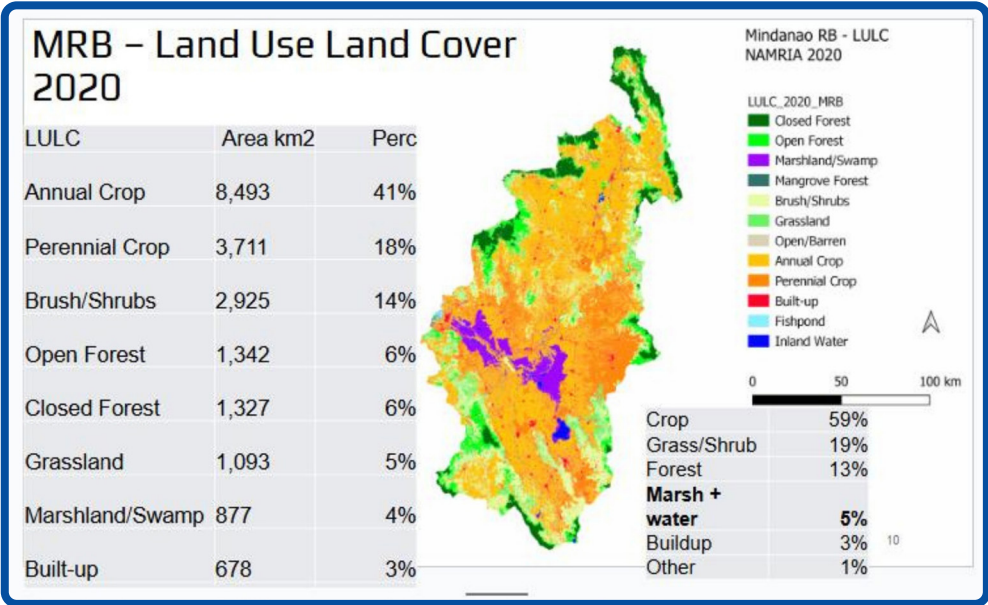 MRB – Land Use Land Cover
2020
LULC Area km2 Perc
Annual Crop 8,493 41%
Perennial Crop 3,711 18%
Brush/Shrubs 2,925 14%
Open Forest 1,342 6%
Closed Forest 1,327 6%
Grassland 1,093 5%
Marshland/Swamp 877 4%
Built-up 678 3%
Mindanao RB - LULC
NAMRIA 2020
LULC_2020_MRB
Closed Forest
Open Forest
Marshland/Swamp
Mangrove Forest
Brush/Shrubs
Grassland
Open/Barren
Annual Crop
Perennial Crop
Built-up
Fishpond
Inland Water
0 50 100 km
Crop 59%
Grass/Shrub 19%
Forest 13%
Marsh +
water 5%
Buildup 3%
Other 1%
10